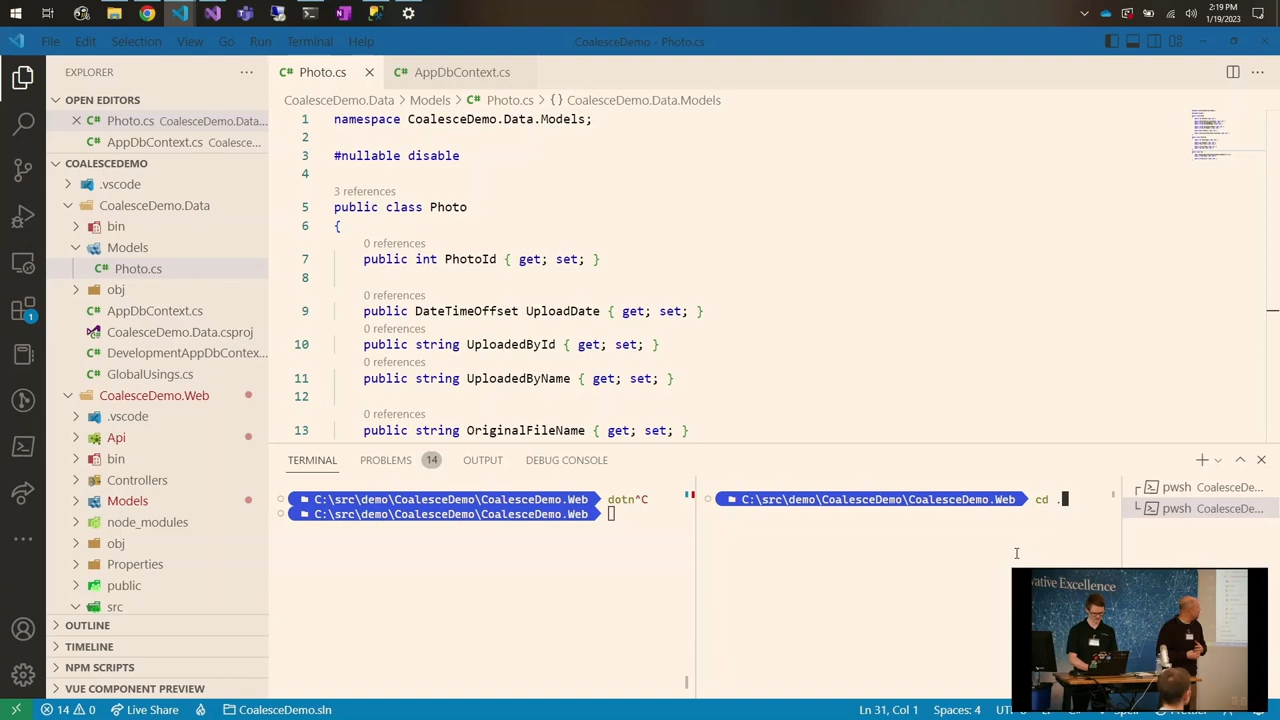 2:19 PM
1/19/2023
File Edit Selection View Go Run Terminal Help
CoalesceDemo - Photo.cs
EXPLORER
Photo.cs
AppDbContext.cs
OPEN EDITORS
Photo.cs CoalesceDemo.Data...
AppDbContext.cs Coalesce...
COALESCEDEMO
.vscode
CoalesceDemo.Data
bin
Models
Photo.cs
obj
AppDbContext.cs
CoalesceDemo.Data.csproj
DevelopmentAppDbContex...
GlobalUsings.cs
CoalesceDemo.Web
.vscode
Api
bin
Controllers
Models
node_modules
obj
Properties
public
src
OUTLINE
TIMELINE
NPM SCRIPTS
VUE COMPONENT PREVIEW
1
CoalesceDemo.Data > Models > Photo.cs > {} CoalesceDemo.Data.Models
1 namespace CoalesceDemo.Data.Models;
2
3 #nullable disable
4
3 references
5 public class Photo
6 {
0 references
7 public int PhotoId { get; set; }
8
0 references
9 public DateTimeOffset UploadDate { get; set; }
0 references
10 public string UploadedById { get; set; }
0 references
11 public string UploadedByName { get; set; }
12
0 references
13 public string OriginalFileName { get; set; }
TERMINAL PROBLEMS 14 OUTPUT DEBUG CONSOLE
C:\src\demo\CoalesceDemo\CoalesceDemo.Web dotn^C
C:\src\demo\CoalesceDemo\CoalesceDemo.Web
C:\src\demo\CoalesceDemo\CoalesceDemo.Web cd .
pwsh CoalesceDe...
pwsh CoalesceDe...
vative Excellence
14 0 Live Share CoalesceDemo.sln
Ln 31, Col 1 Spaces: 4